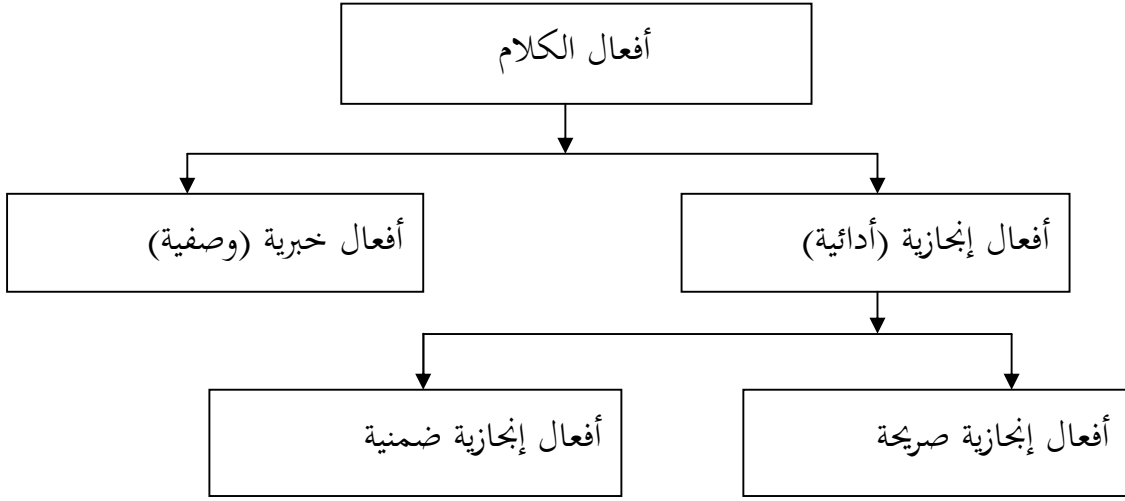 أفعال الكلام
أفعال إنجازية (أدائية)
أفعال خبرية (وصفية)
أفعال إنجازية صريحة
أفعال إنجازية ضمنية